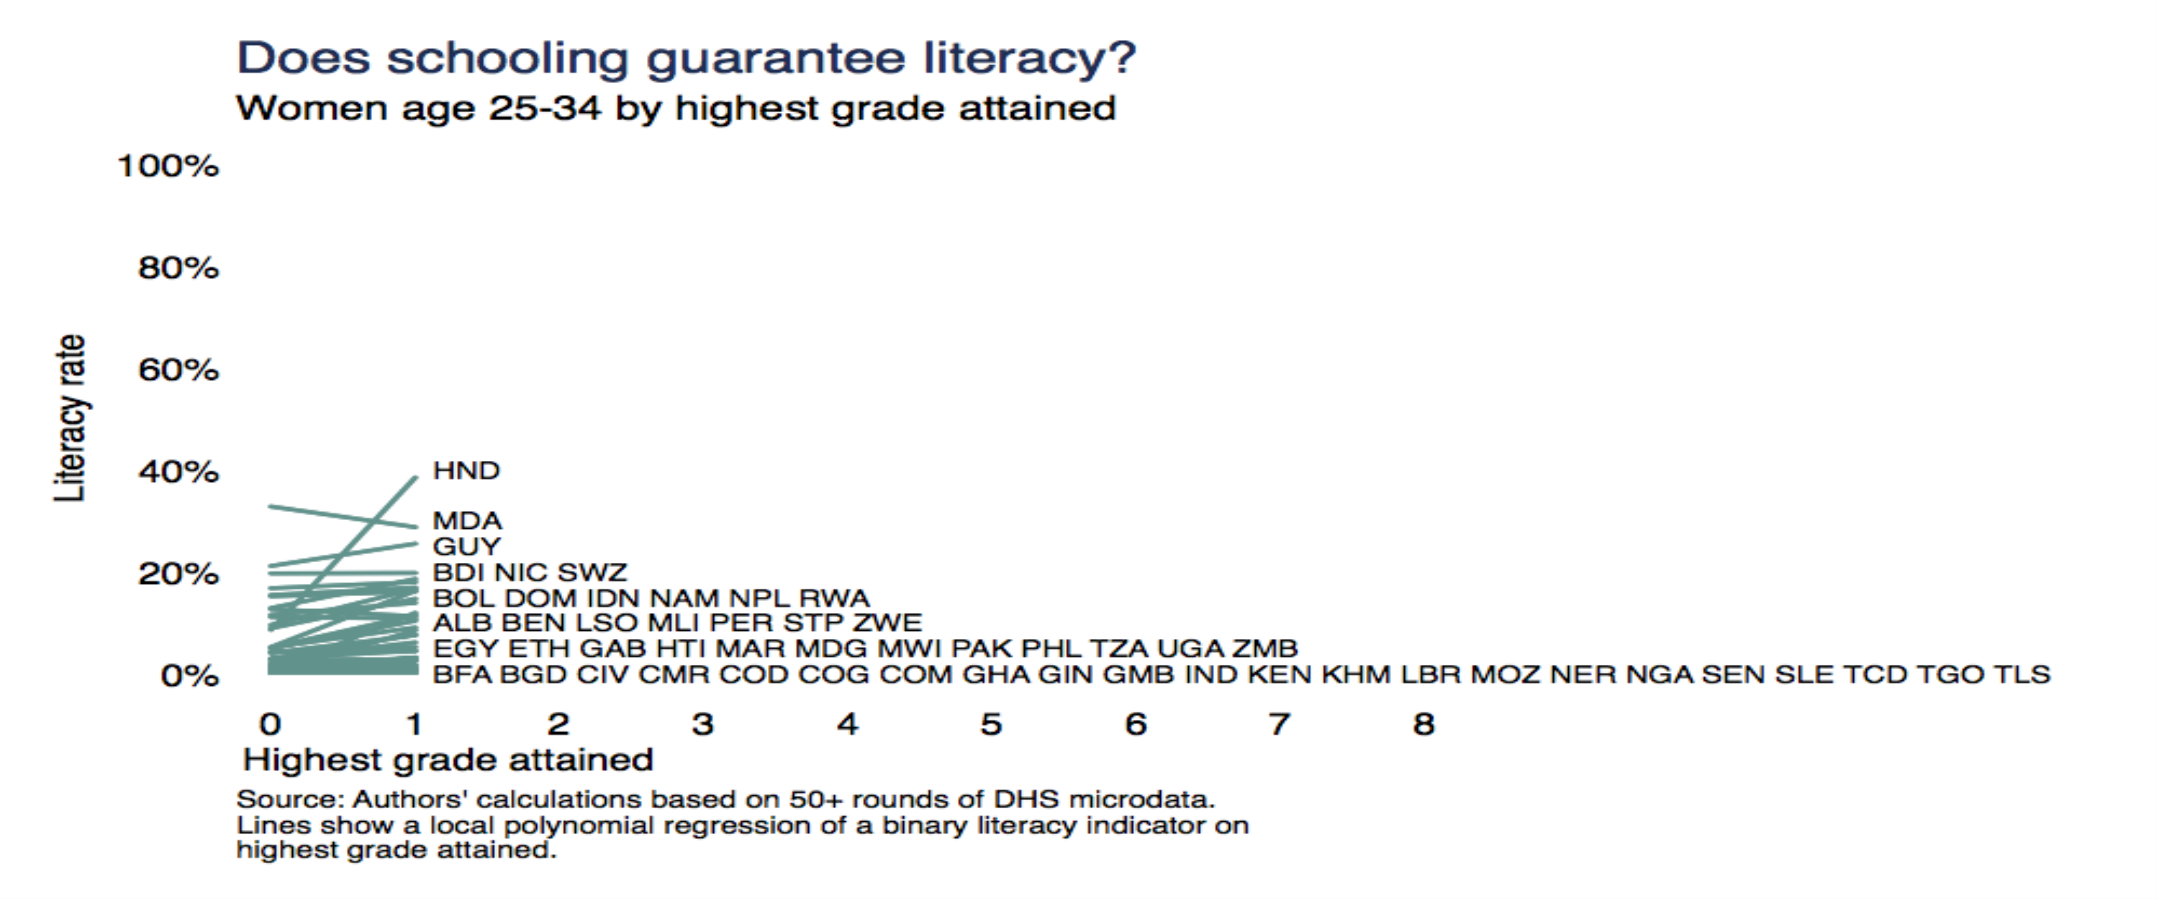 Does schooling guarantee literacy?
Women age 25-34 by highest grade attained
100%
80%
60%
40%
20%
0%
Literacy rate
HND
MDA
GUY
BDI NIC SWZ
BOL DOM IDN NAM NPL RWA
ALB BEN LSO MLI PER STP ZWE
EGY ETH GAB HTI MAR MDG MWI PAK PHL TZA UGA ZMB
BFA BGD CIV CMR COD COG COM GHA GIN GMB IND KEN KHM LBR MOZ NER NGA SEN SLE TCD TGO TLS
0 1 2 3 4 5 6 7 8
Highest grade attained
Source: Authors' calculations based on 50+ rounds of DHS microdata.
Lines show a local polynomial regression of a binary literacy indicator on
highest grade attained.